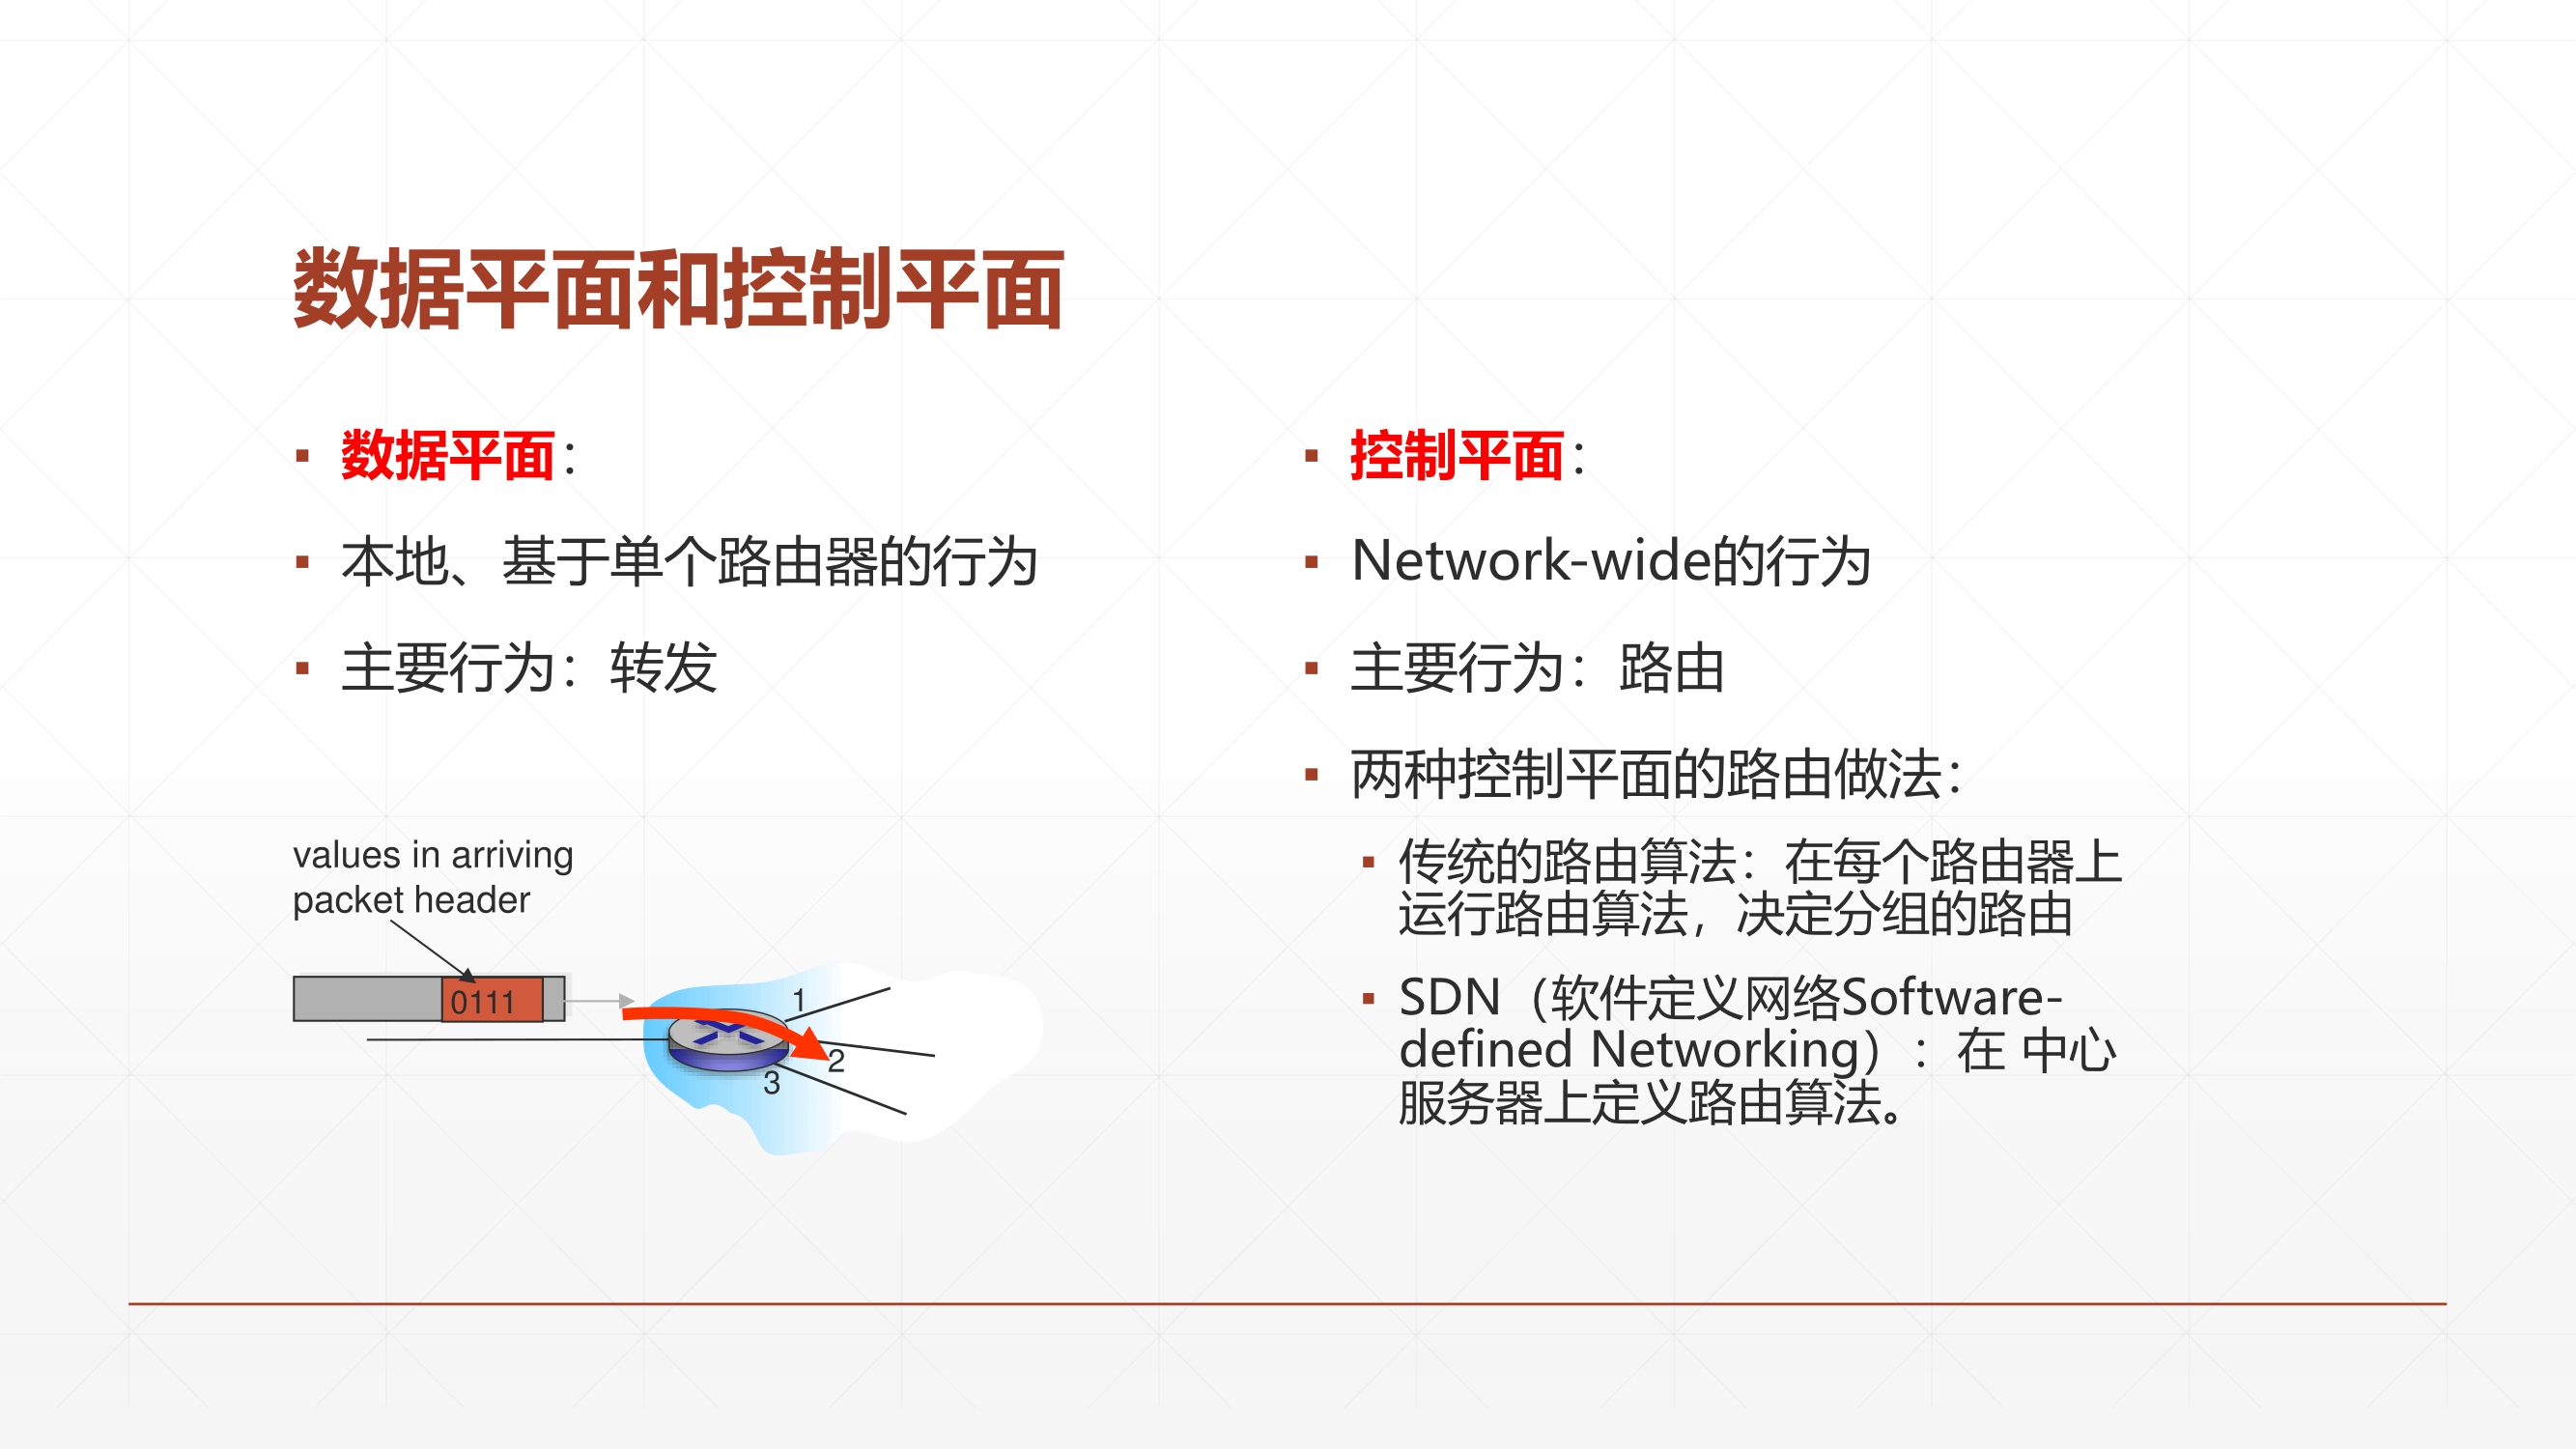 数据平面和控制平面
数据平面：
本地、基于单个路由器的行为
主要行为：转发
values in arriving
packet header
0111
1
2
3
控制平面：
Network-wide的行为
主要行为：路由
两种控制平面的路由做法：
传统的路由算法：在每个路由器上
运行路由算法，决定分组的路由
SDN（软件定义网络Software-
defined Networking）：在 中心
服务器上定义路由算法。